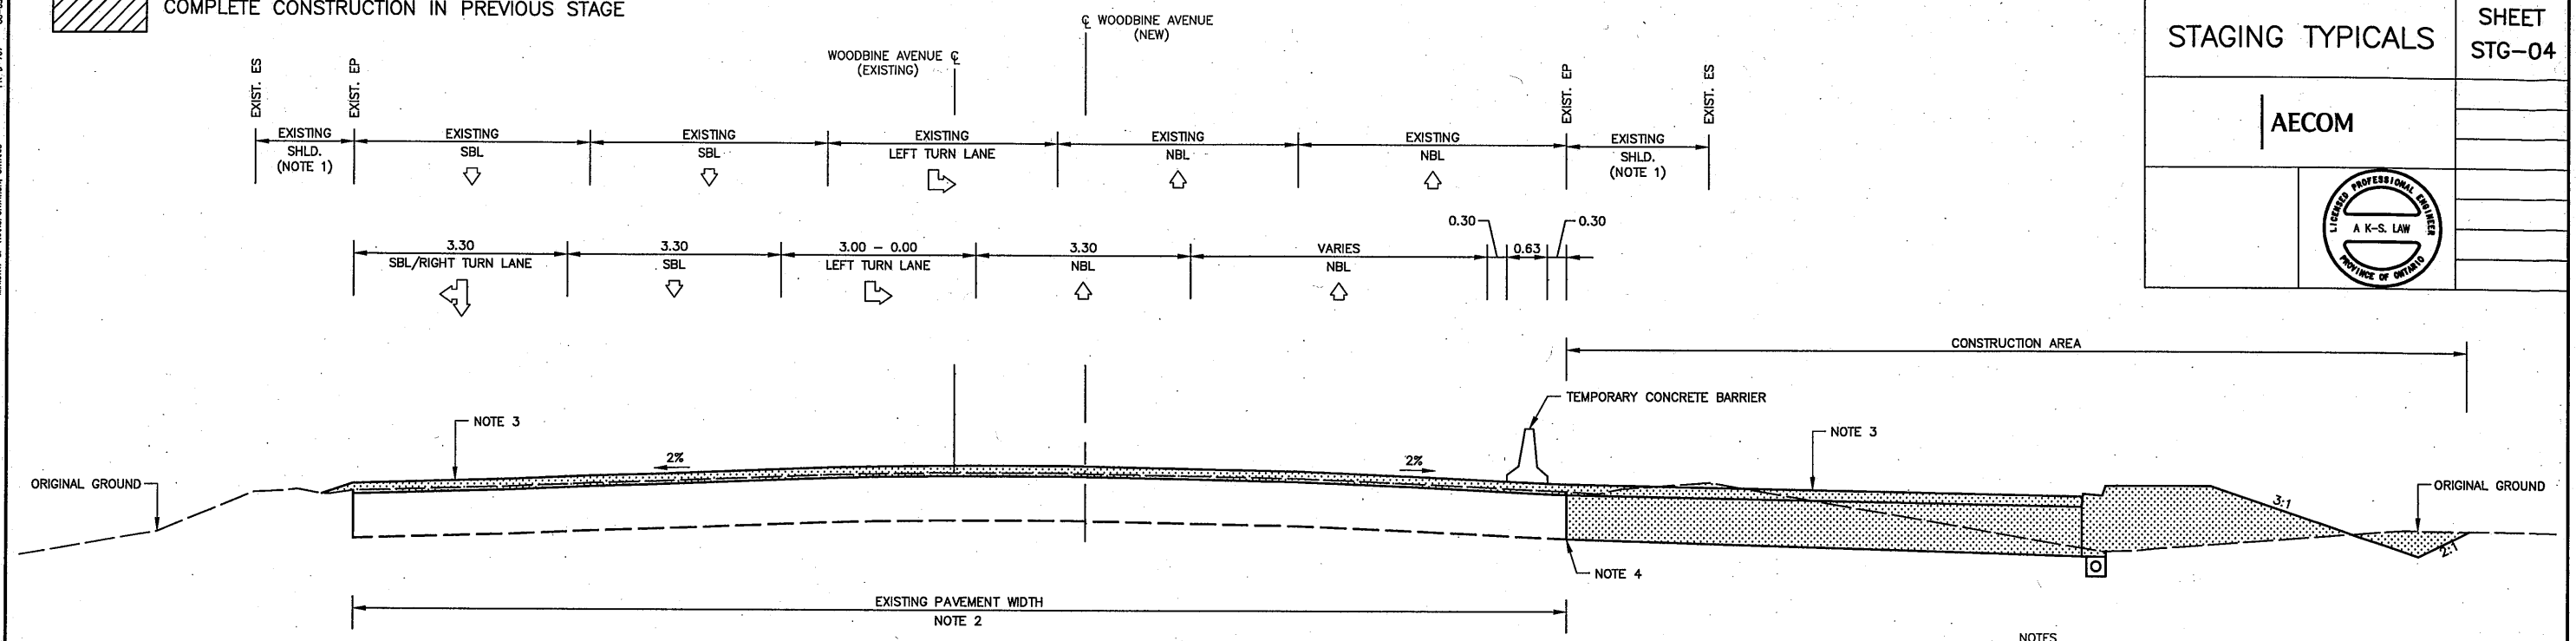 COMPLETE CONSTRUCTION IN PREVIOUS STAGE
℄ WOODBINE AVENUE
(NEW)
WOODBINE AVENUE ℄
(EXISTING)
STAGING TYPICALS
SHEET
STG-04
AECOM
LICENSED PROFESSIONAL ENGINEER
A K-S. LAW
PROVINCE OF ONTARIO
EXIST. ES
EXIST. EP
EXIST. EP
EXIST. ES
EXISTING
SHLD.
(NOTE 1)
EXISTING
SBL
EXISTING
SBL
EXISTING
LEFT TURN LANE
EXISTING
NBL
EXISTING
NBL
EXISTING
SHLD.
(NOTE 1)
3.30
SBL/RIGHT TURN LANE
3.30
SBL
3.00 - 0.00
LEFT TURN LANE
3.30
NBL
VARIES
NBL
0.30
0.63
0.30
CONSTRUCTION AREA
TEMPORARY CONCRETE BARRIER
NOTE 3
NOTE 3
2%
2%
ORIGINAL GROUND
ORIGINAL GROUND
3:1
2:1
NOTE 4
EXISTING PAVEMENT WIDTH
NOTE 2
NOTES